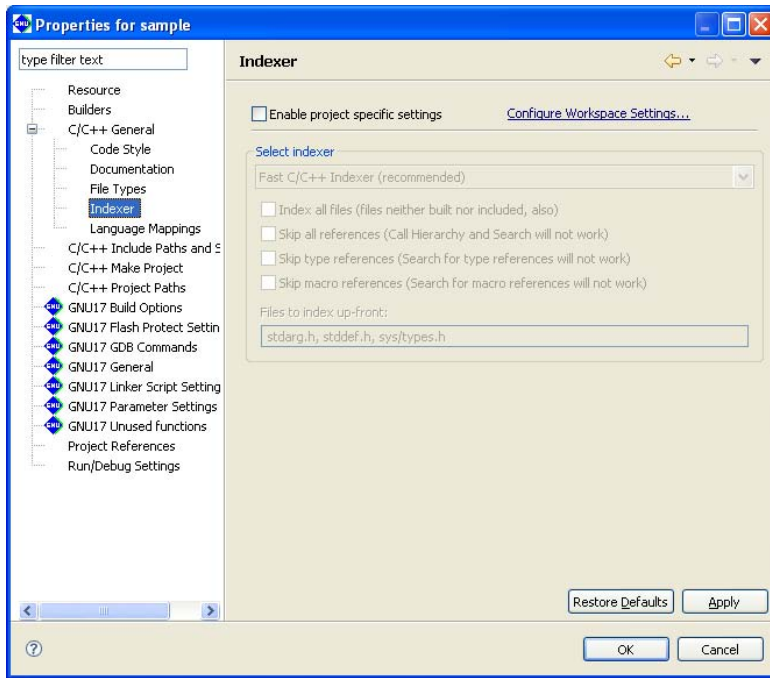 Properties for sample
type filter text
Indexer
Resource
Builders
C/C++ General
Code Style
Documentation
File Types
Indexer
Language Mappings
C/C++ Include Paths and S
C/C++ Make Project
C/C++ Project Paths
GNU17 Build Options
GNU17 Flash Protect Settin
GNU17 GDB Commands
GNU17 General
GNU17 Linker Script Setting
GNU17 Parameter Settings
GNU17 Unused functions
Project References
Run/Debug Settings
Enable project specific settings
Configure Workspace Settings...
Select indexer
Fast C/C++ Indexer (recommended)
Index all files (files neither built nor included, also)
Skip all references (Call Hierarchy and Search will not work)
Skip type references (Search for type references will not work)
Skip macro references (Search for macro references will not work)
Files to index up-front:
stdarg.h, stddef.h, sys/types.h
Restore Defaults
Apply
OK
Cancel